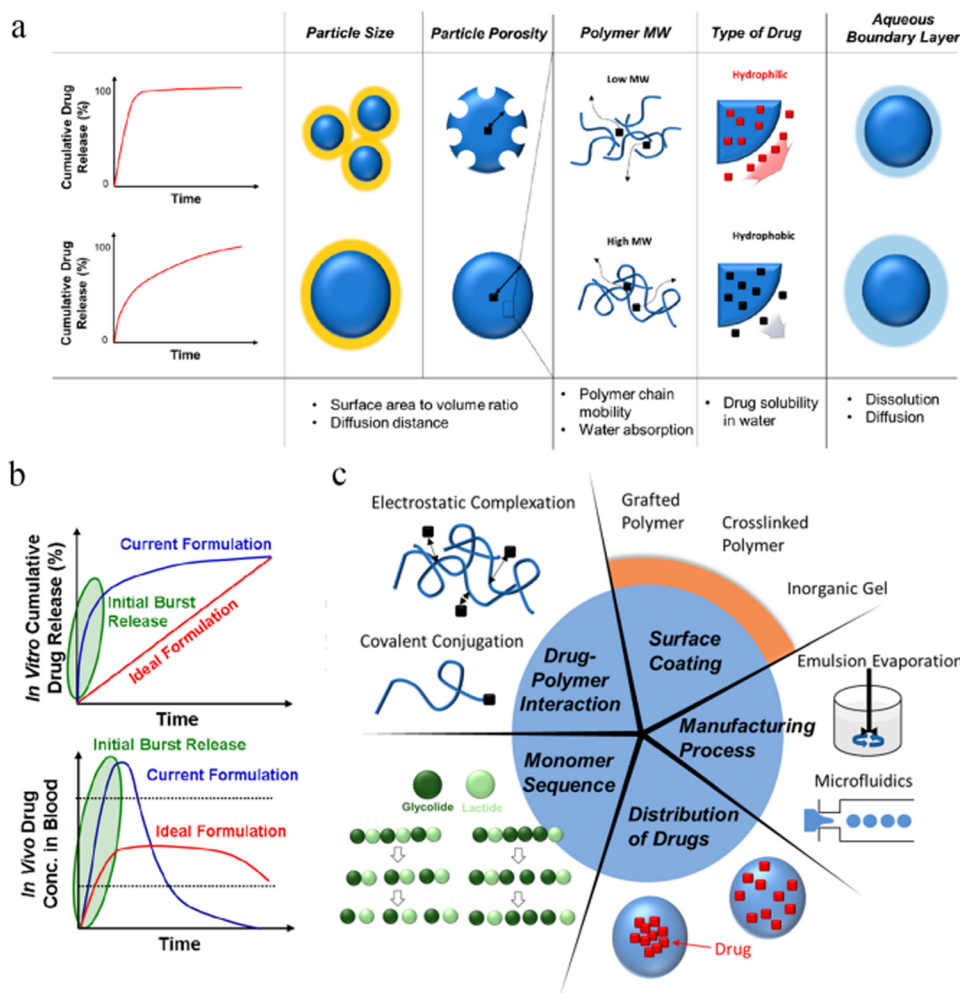 a
Particle Size
Particle Porosity
Polymer MW
Type of Drug
Aqueous
Boundary Layer
Cumulative Drug
Release (%)
100
0
Time
Low MW
Hydrophilic
Cumulative Drug
Release (%)
100
0
Time
High MW
Hydrophobic
• Surface area to volume ratio
• Diffusion distance
• Polymer chain
mobility
• Water absorption
• Drug solubility
in water
• Dissolution
• Diffusion
b
In Vitro Cumulative
Drug Release (%)
Current Formulation
Initial Burst
Release
Ideal Formulation
Time
In Vivo Drug
Conc. in Blood
Initial Burst Release
Current Formulation
Ideal Formulation
Time
c
Electrostatic Complexation
Covalent Conjugation
Drug-
Polymer
Interaction
Grafted
Polymer
Crosslinked
Polymer
Inorganic Gel
Surface
Coating
Emulsion Evaporation
Manufacturing
Process
Microfluidics
Monomer
Sequence
Glycolide
Lactide
Distribution
of Drugs
Drug